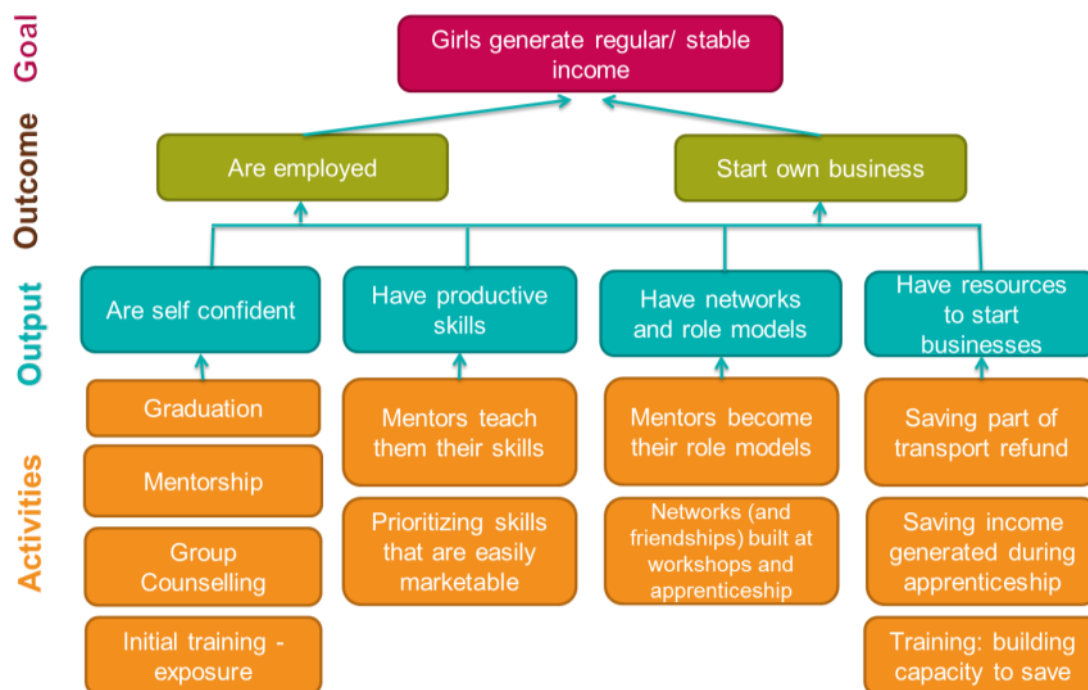 Goal
Girls generate regular/ stable
income
Outcome
Are employed
Start own business
Output
Are self confident
Have productive
skills
Have networks
and role models
Have resources
to start
businesses
Activities
Graduation
Mentorship
Group
Counselling
Initial training -
exposure
Mentors teach
them their skills
Prioritizing skills
that are easily
marketable
Mentors become
their role models
Networks (and
friendships) built at
workshops and
apprenticeship
Saving part of
transport refund
Saving income
generated during
apprenticeship
Training: building
capacity to save